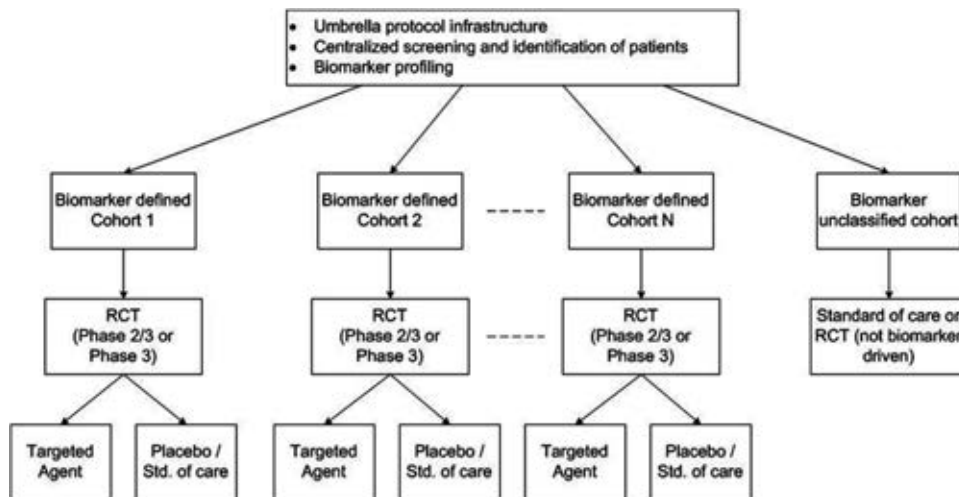 • Umbrella protocol infrastructure
• Centralized screening and identification of patients
• Biomarker profiling
Biomarker defined
Cohort 1
Biomarker defined
Cohort 2
Biomarker defined
Cohort N
Biomarker
unclassified cohort
RCT
(Phase 2/3 or
Phase 3)
RCT
(Phase 2/3 or
Phase 3)
RCT
(Phase 2/3 or
Phase 3)
Standard of care or
RCT (not biomarker
driven)
Targeted
Agent
Placebo /
Std. of care
Targeted
Agent
Placebo /
Std. of care
Targeted
Agent
Placebo /
Std. of care